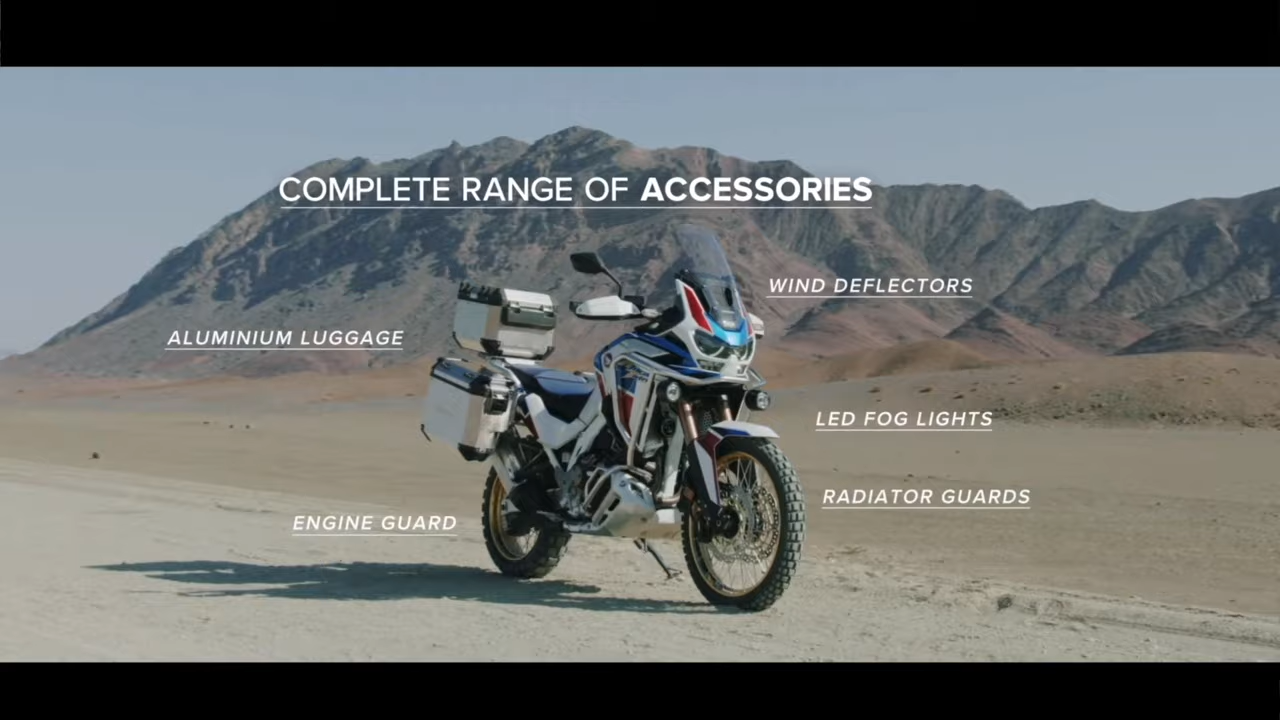 COMPLETE RANGE OF ACCESSORIES
WIND DEFLECTORS
ALUMINIUM LUGGAGE
LED FOG LIGHTS
RADIATOR GUARDS
ENGINE GUARD